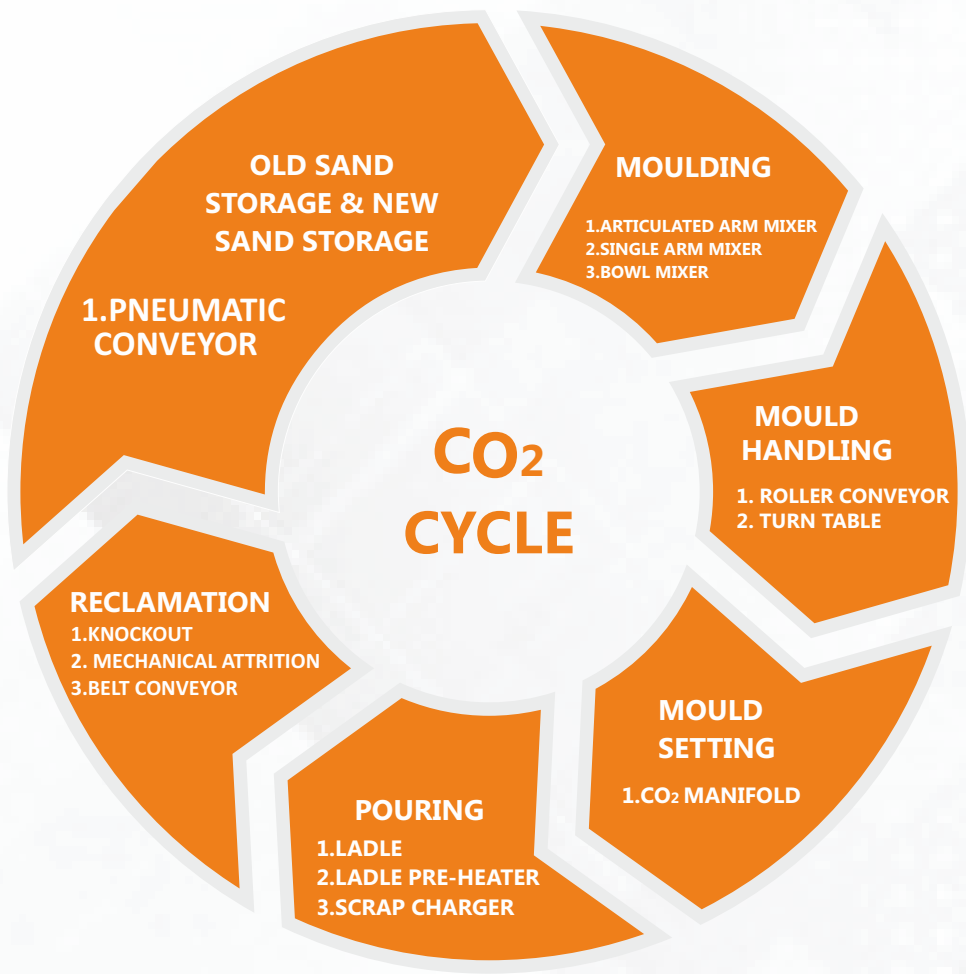 OLD SAND
STORAGE & NEW
SAND STORAGE
1.PNEUMATIC
CONVEYOR
MOULDING
1.ARTICULATED ARM MIXER
2.SINGLE ARM MIXER
3.BOWL MIXER
MOULD
HANDLING
1. ROLLER CONVEYOR
2. TURN TABLE
MOULD
SETTING
1.CO₂ MANIFOLD
POURING
1.LADLE
2.LADLE PRE-HEATER
3.SCRAP CHARGER
RECLAMATION
1.KNOCKOUT
2. MECHANICAL ATTRITION
3.BELT CONVEYOR
CO₂
CYCLE